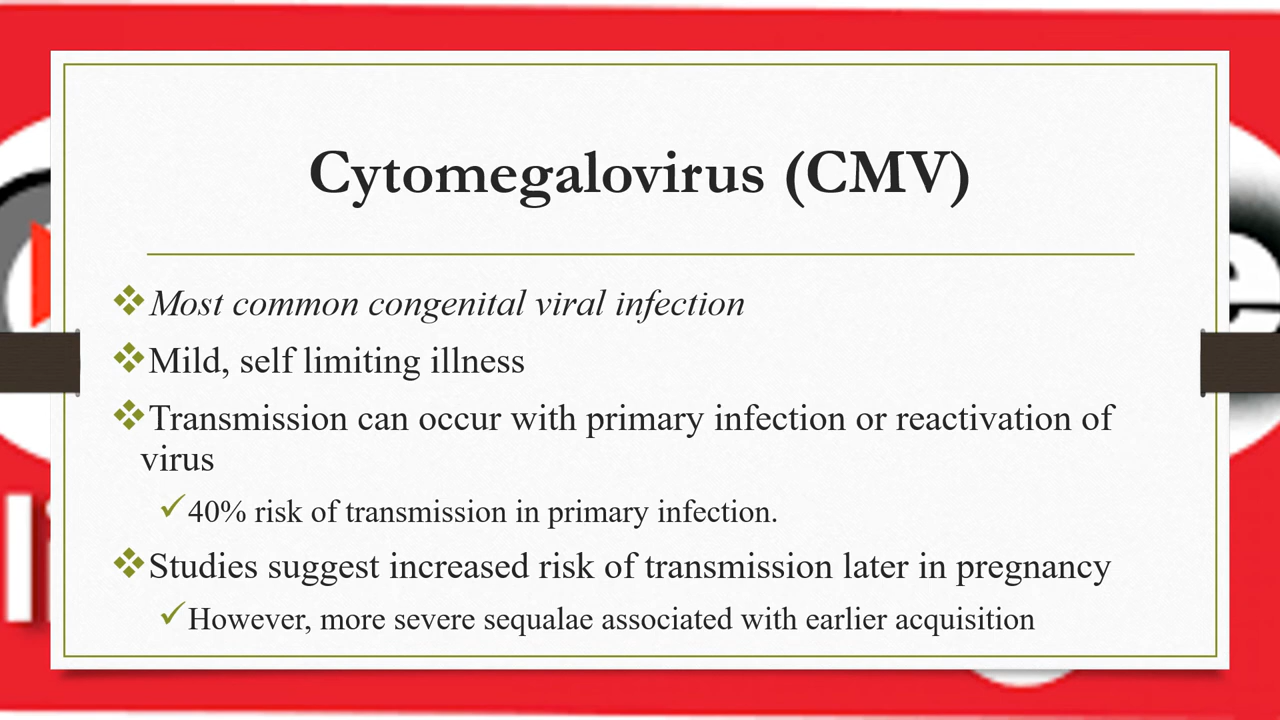 Cytomegalovirus (CMV)
Most common congenital viral infection
Mild, self limiting illness
Transmission can occur with primary infection or reactivation of
virus
40% risk of transmission in primary infection.
Studies suggest increased risk of transmission later in pregnancy
However, more severe sequalae associated with earlier acquisition